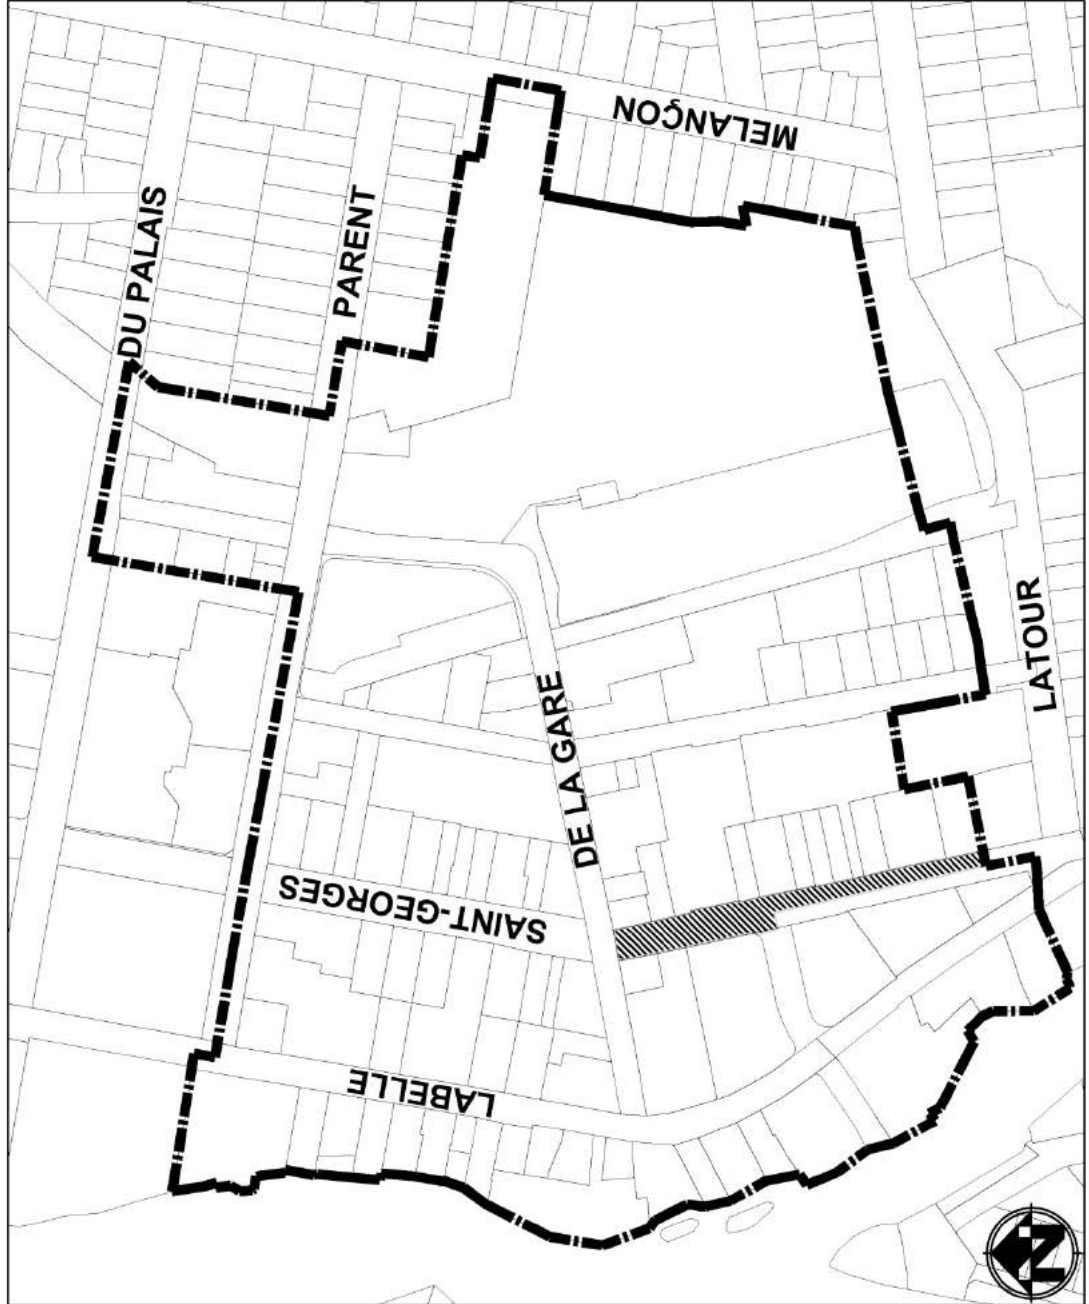 DU PALAIS
PARENT
MELANÇON
DE LA GARE
LATOUR
SAINT-GEORGES
LABELLE
N